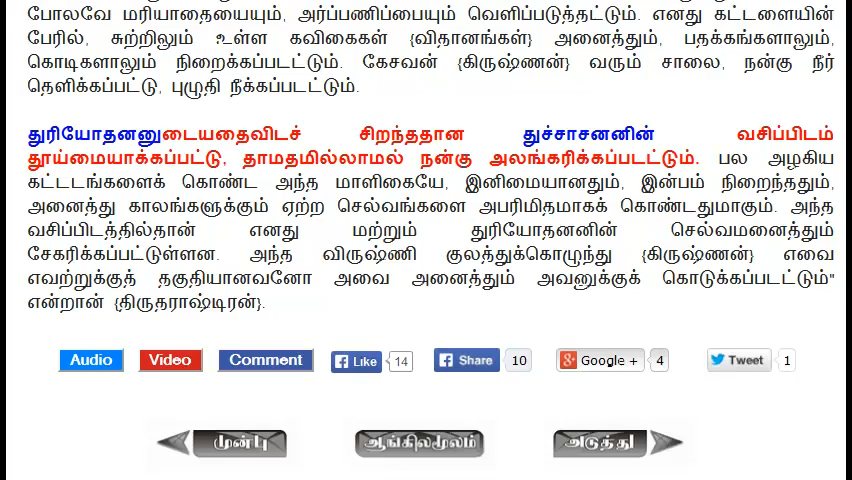 போலவே மரியாதையையும், அர்ப்பணிப்பையும் வெளிப்படுத்தட்டும். எனது கட்டளையின்
பேரில், சுற்றிலும் உள்ள கவிகைகள் {விதானங்கள்} அனைத்தும், பதக்கங்களாலும்,
கொடிகளாலும் நிறைக்கப்படட்டும். கேசவன் {கிருஷ்ணன்} வரும் சாலை, நன்கு நீர்
தெளிக்கப்பட்டு, புழுதி நீக்கப்படட்டும்.
துரியோதனனுடையதைவிடச் சிறந்ததான துச்சாசனனின் வசிப்பிடம்
தூய்மையாக்கப்பட்டு, தாமதமில்லாமல் நன்கு அலங்கரிக்கப்படட்டும். பல அழகிய
கட்டடங்களைக் கொண்ட அந்த மாளிகையே, இனிமையானதும், இன்பம் நிறைந்ததும்,
அனைத்து காலங்களுக்கும் ஏற்ற செல்வங்களை அபரிமிதமாகக் கொண்டதுமாகும். அந்த
வசிப்பிடத்தில்தான் எனது மற்றும் துரியோதனனின் செல்வமனைத்தும்
சேகரிக்கப்பட்டுள்ளன. அந்த விருஷ்ணி குலத்துக்கொழுந்து {கிருஷ்ணன்} எவை
எவற்றுக்குத் தகுதியானவனோ அவை அனைத்தும் அவனுக்குக் கொடுக்கப்படட்டும்"
என்றான் {திருதராஷ்டிரன்}.
Audio Video Comment Like 14 Share 10 Google + 4 Tweet 1
முன்பு ஆங்கிலமூலம் அடுத்து